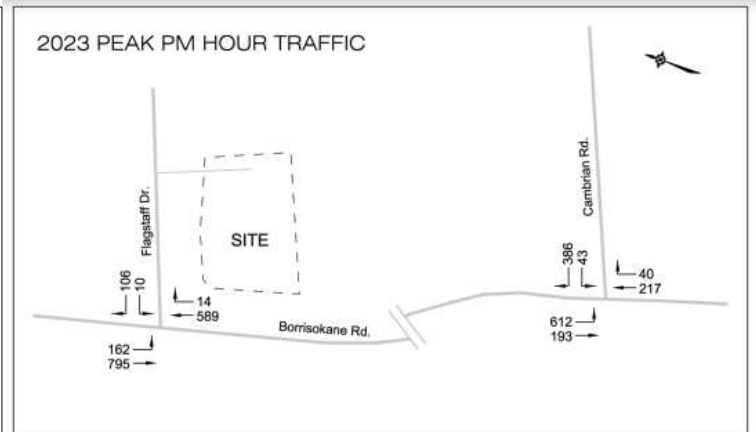 2023 PEAK PM HOUR TRAFFIC
Flagstaff Dr.
SITE
Cambrian Rd.
106
10
14
589
162
795
Borrisokane Rd.
386
43
40
217
612
193